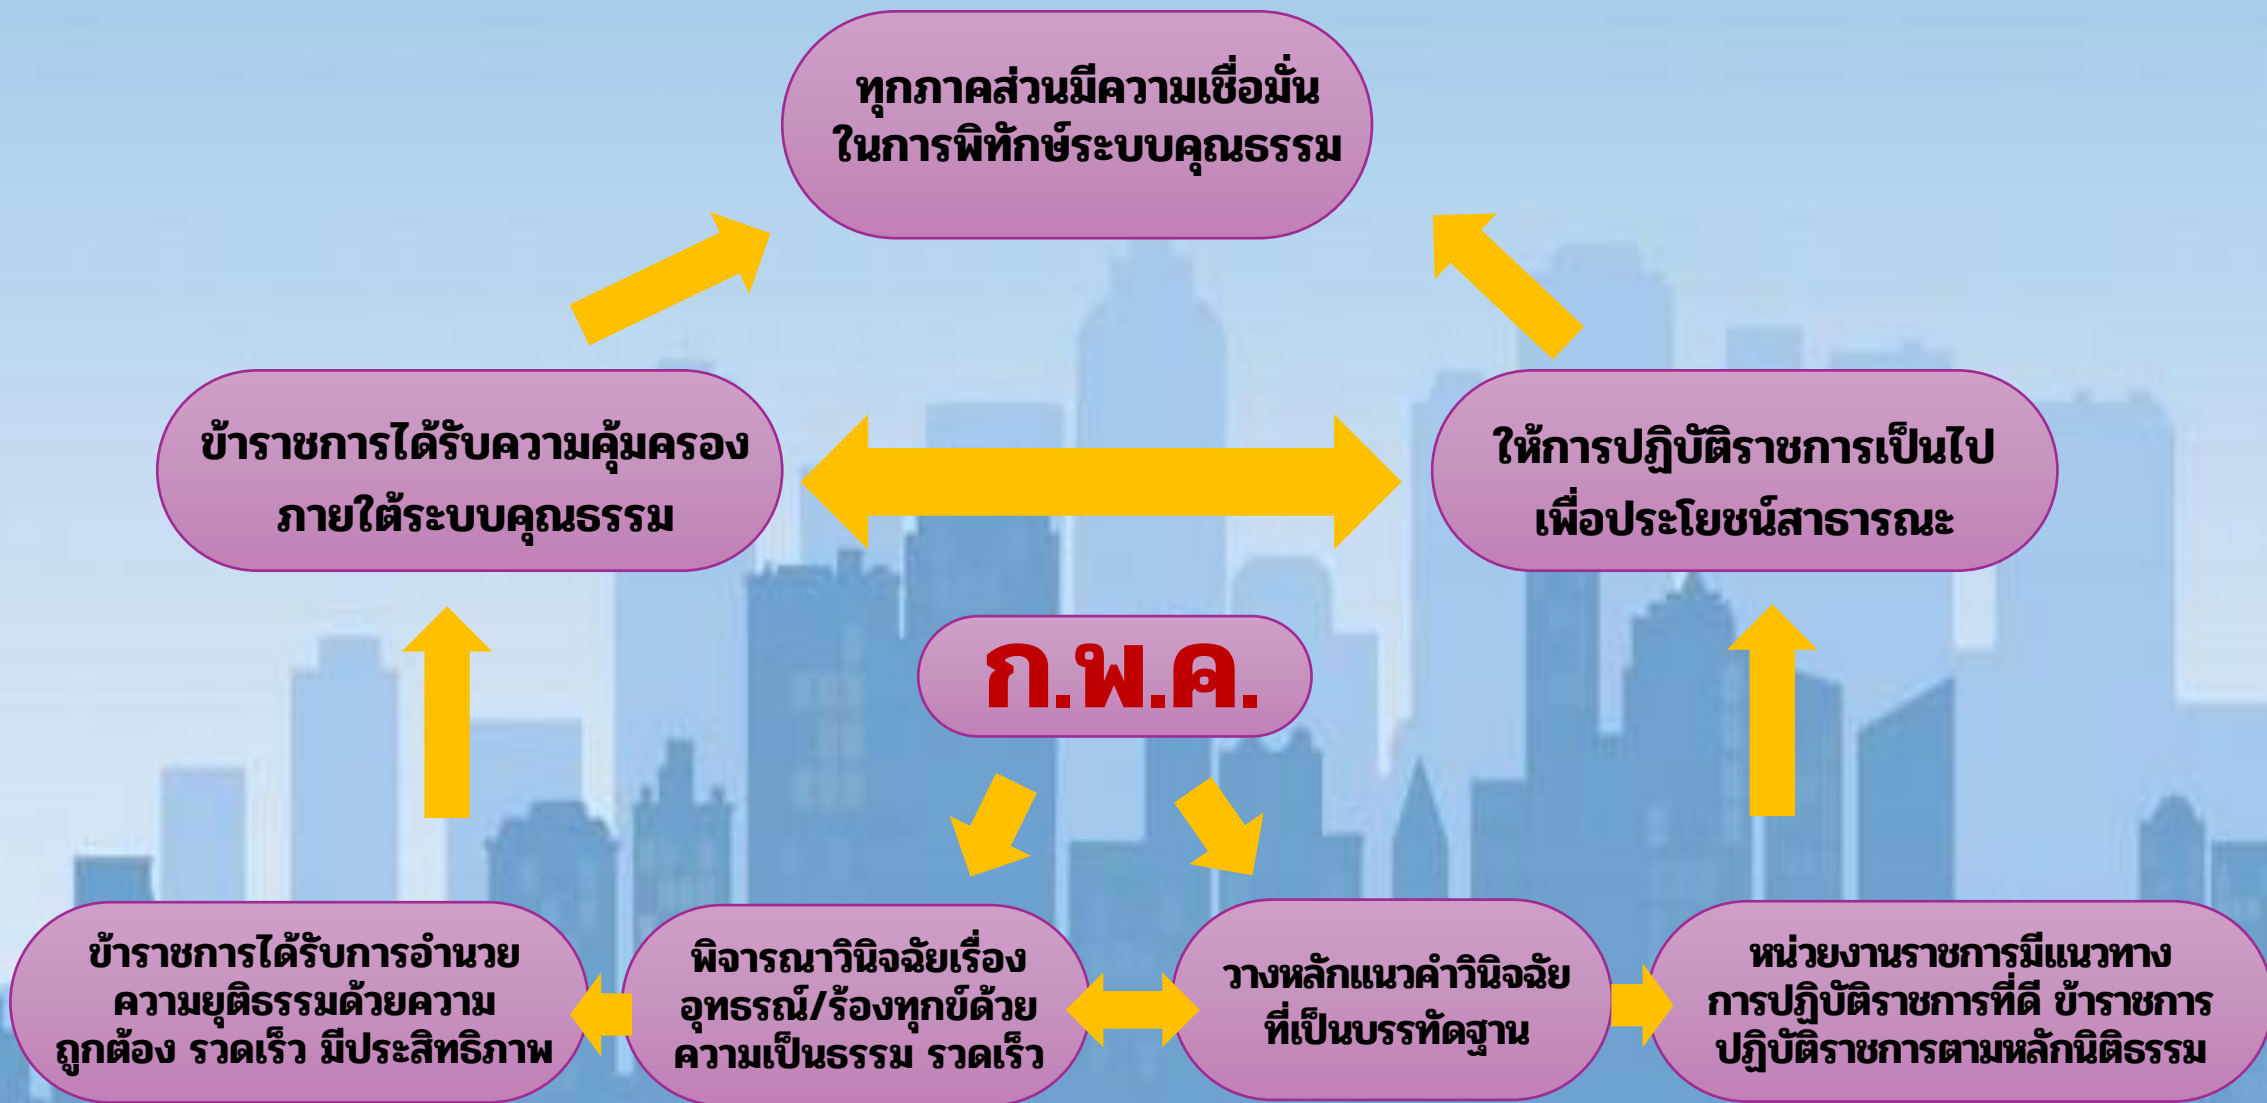 ทุกภาคส่วนมีความเชื่อมั่น
ในการพิทักษ์ระบบคุณธรรม
ข้าราชการได้รับความคุ้มครอง
ภายใต้ระบบคุณธรรม
ให้การปฏิบัติราชการเป็นไป
เพื่อประโยชน์สาธารณะ
ก.พ.ค.
ข้าราชการได้รับการอำนวย
ความยุติธรรมด้วยความ
ถูกต้อง รวดเร็ว มีประสิทธิภาพ
พิจารณาวินิจฉัยเรื่อง
อุทธรณ์/ร้องทุกข์ด้วย
ความเป็นธรรม รวดเร็ว
วางหลักแนวคำวินิจฉัย
ที่เป็นบรรทัดฐาน
หน่วยงานราชการมีแนวทาง
การปฏิบัติราชการที่ดี ข้าราชการ
ปฏิบัติราชการตามหลักนิติธรรม